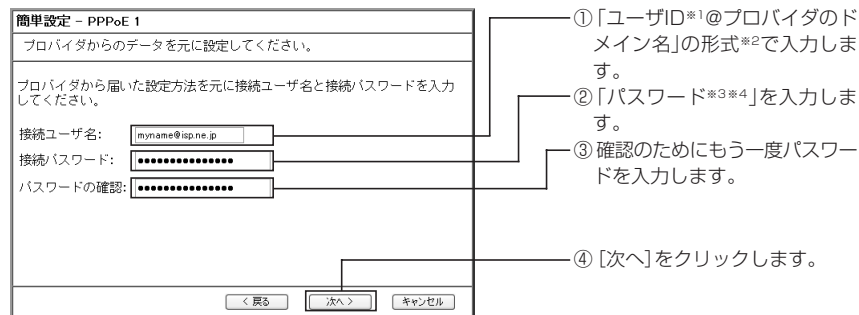 簡単設定 - PPPoE 1
プロバイダからのデータを元に設定してください。
プロバイダから届いた設定方法を元に接続ユーザ名と接続パスワードを入力
してください。
接続ユーザ名: myname@isp.ne.jp
接続パスワード: ●●●●●●●●●●●●●●●
パスワードの確認: ●●●●●●●●●●●●●●●
< 戻る 次へ > キャンセル
①「ユーザID※1@プロバイダのド
メイン名」の形式※2で入力しま
す。
②「パスワード※3※4」を入力しま
す。
③ 確認のためにもう一度パスワー
ドを入力します。
④ [次へ]をクリックします。